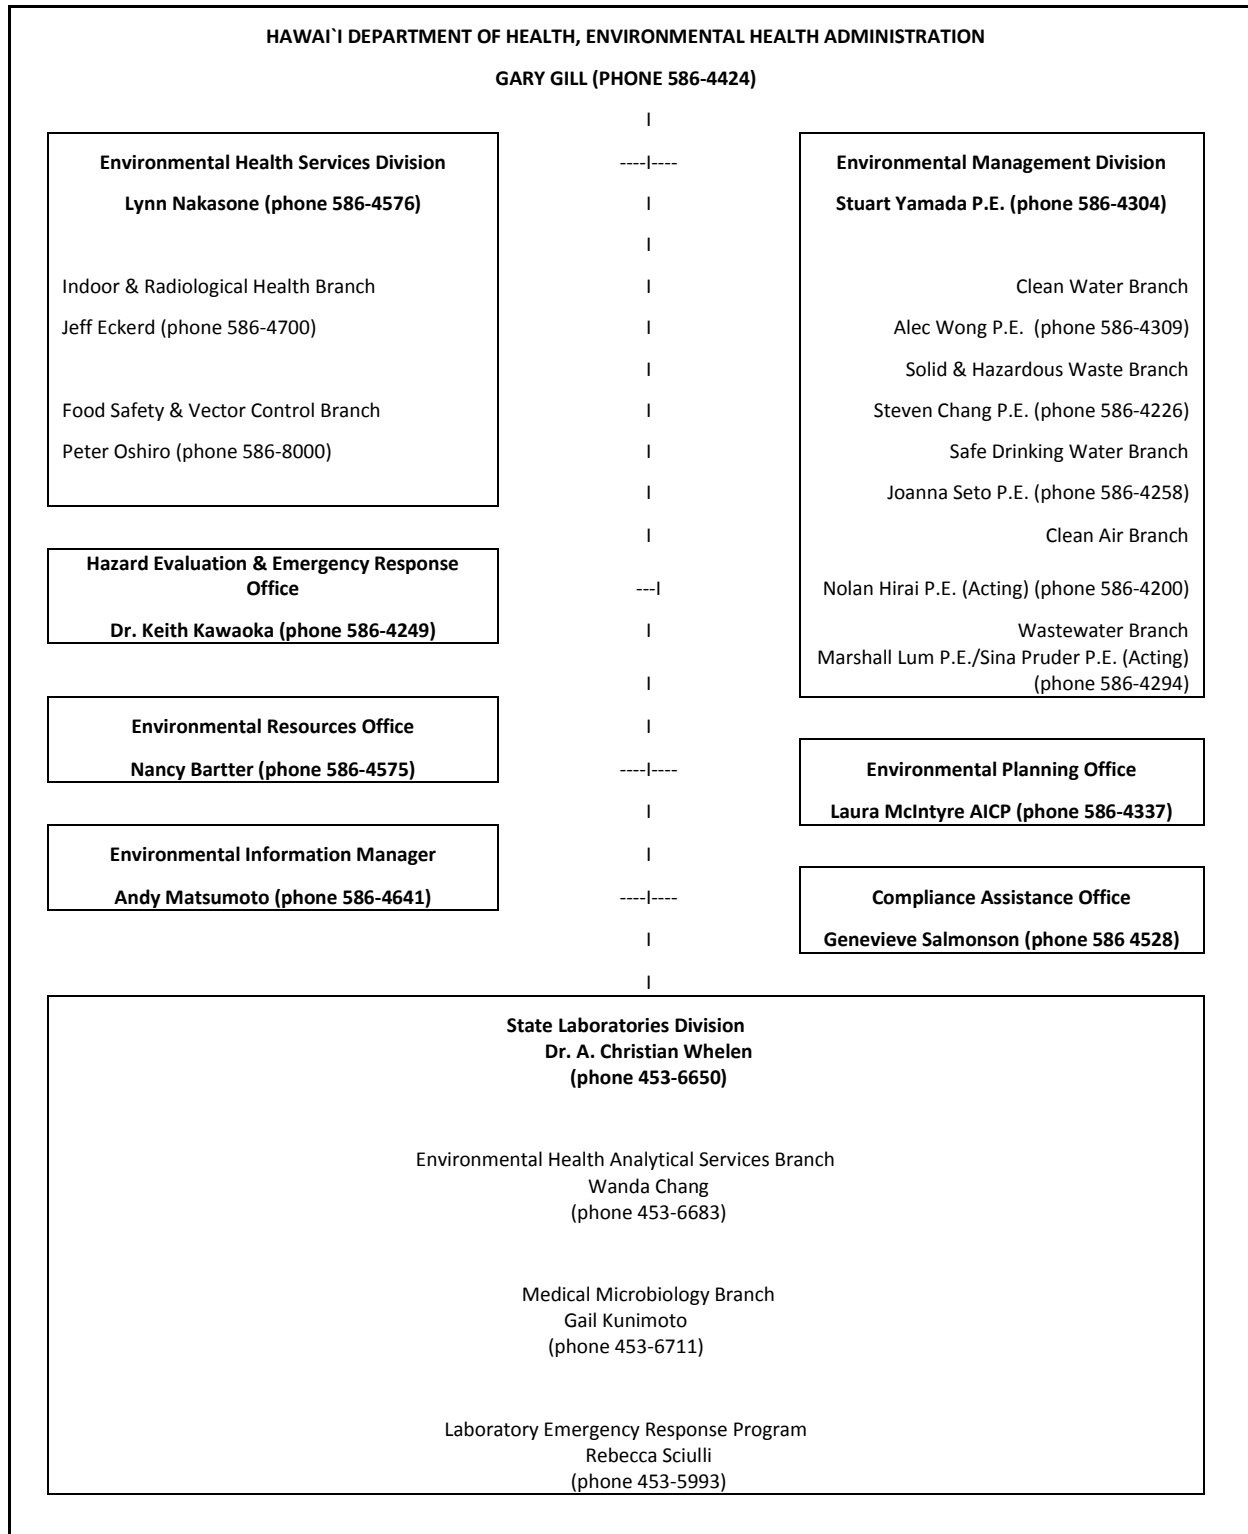 HAWAI`I DEPARTMENT OF HEALTH, ENVIRONMENTAL HEALTH ADMINISTRATION
GARY GILL (PHONE 586-4424)
Environmental Health Services Division
Lynn Nakasone (phone 586-4576)
Indoor & Radiological Health Branch
Jeff Eckerd (phone 586-4700)
Food Safety & Vector Control Branch
Peter Oshiro (phone 586-8000)
Environmental Management Division
Stuart Yamada P.E. (phone 586-4304)
Clean Water Branch
Alec Wong P.E.  (phone 586-4309)
Solid & Hazardous Waste Branch
Steven Chang P.E. (phone 586-4226)
Safe Drinking Water Branch
Joanna Seto P.E. (phone 586-4258)
Clean Air Branch
Nolan Hirai P.E. (Acting) (phone 586-4200)
Wastewater Branch
Marshall Lum P.E./Sina Pruder P.E. (Acting)
(phone 586-4294)
Hazard Evaluation & Emergency Response
Office
Dr. Keith Kawaoka (phone 586-4249)
Environmental Resources Office
Nancy Bartter (phone 586-4575)
Environmental Planning Office
Laura McIntyre AICP (phone 586-4337)
Environmental Information Manager
Andy Matsumoto (phone 586-4641)
Compliance Assistance Office
Genevieve Salmonson (phone 586 4528)
State Laboratories Division
Dr. A. Christian Whelen
(phone 453-6650)
Environmental Health Analytical Services Branch
Wanda Chang
(phone 453-6683)
Medical Microbiology Branch
Gail Kunimoto
(phone 453-6711)
Laboratory Emergency Response Program
Rebecca Sciulli
(phone 453-5993)